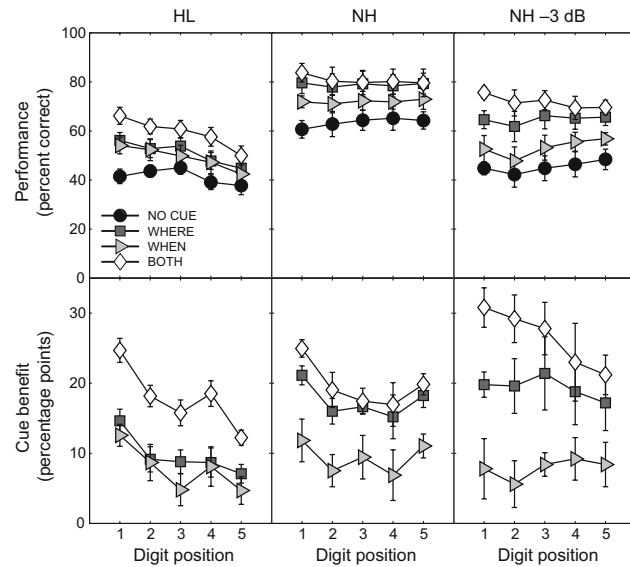 HL NH NH –3 dB
100
80
60
40
20
0
Performance
(percent correct)
NO CUE
WHERE
WHEN
BOTH
30
20
10
0
Cue benefit
(percentage points)
1 2 3 4 5 1 2 3 4 5 1 2 3 4 5
Digit position Digit position Digit position